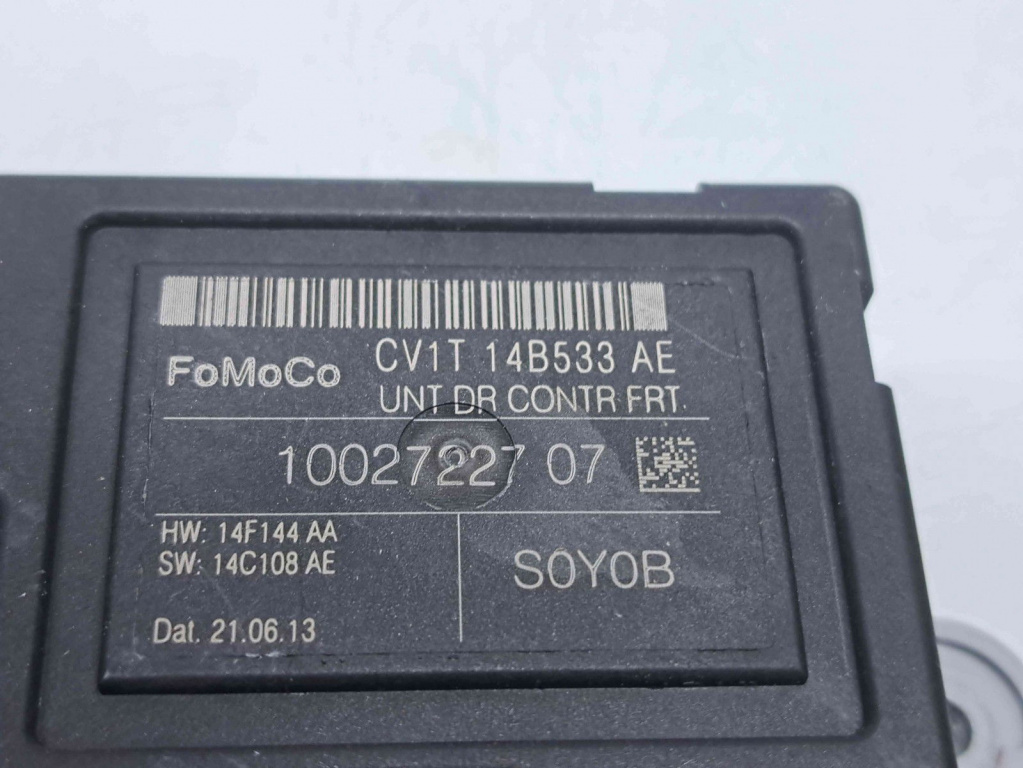 FoMoCo CV1T 14B533 AE
UNT DR CONTR FRT.
10027227 07
HW: 14F144 AA
SW: 14C108 AE
S0Y0B
Dat. 21.06.13